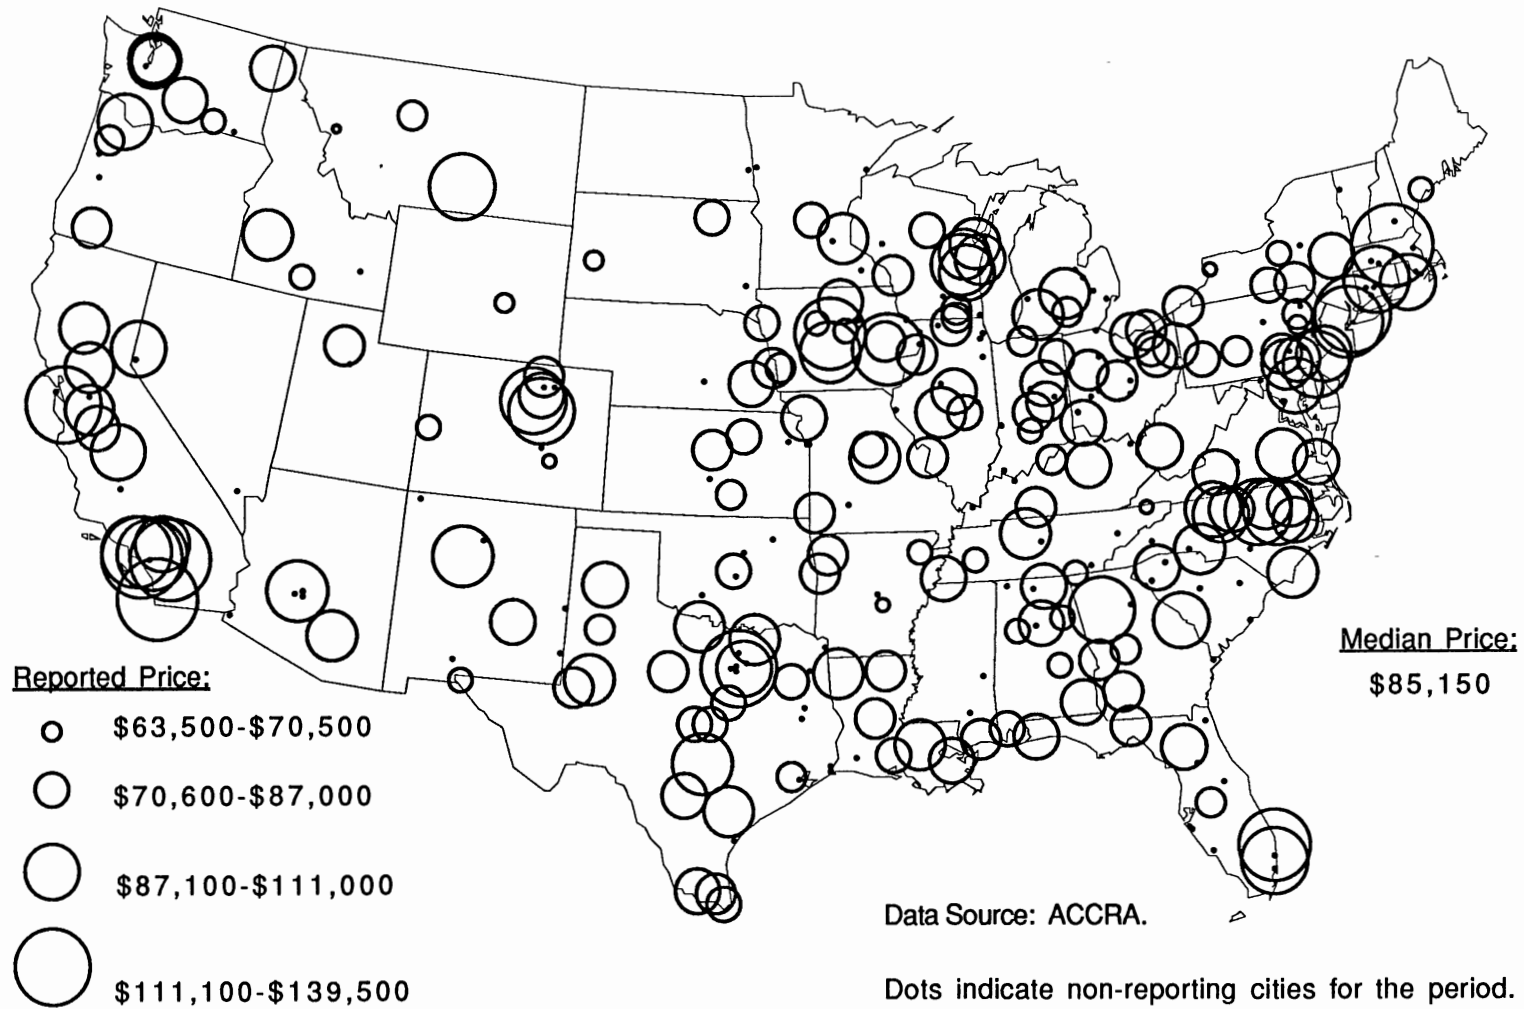 Median Price:
$85,150
Reported Price:
$63,500-$70,500
$70,600-$87,000
$87,100-$111,000
$111,100-$139,500
Data Source: ACCRA.
Dots indicate non-reporting cities for the period.